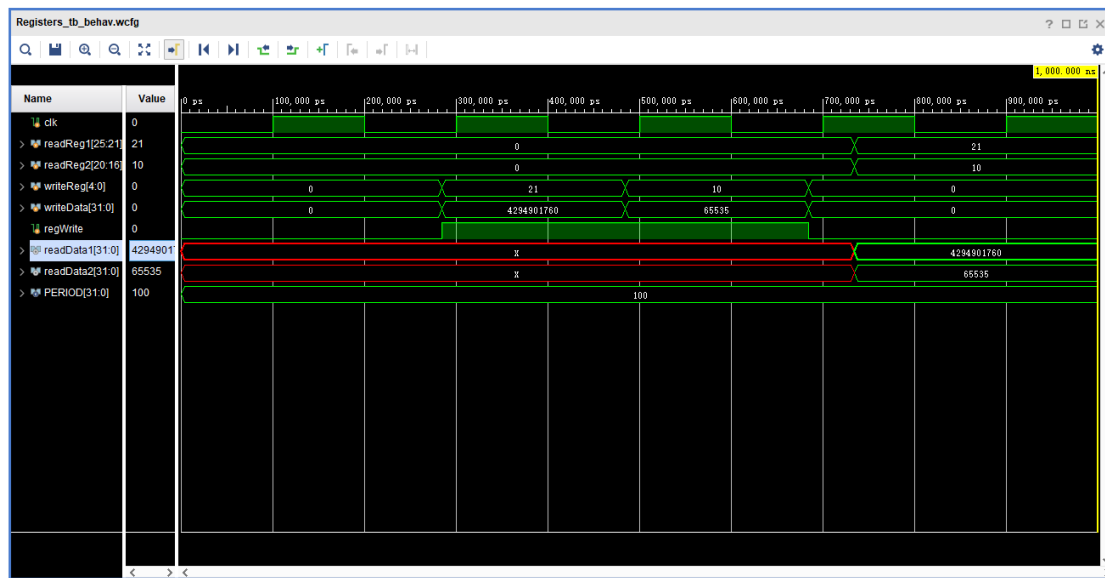 Registers_tb_behav.wcfg
1,000.000 ns
Name Value 0 ps 100,000 ps 200,000 ps 300,000 ps 400,000 ps 500,000 ps 600,000 ps 700,000 ps 800,000 ps 900,000 ps
clk 0
readReg1[25:21] 21 0 21
readReg2[20:16] 10 0 10
writeReg[4:0] 0 0 21 10 0
writeData[31:0] 0 0 4294901760 65535 0
regWrite 0
readData1[31:0] 4294901 X 4294901760
readData2[31:0] 65535 X 65535
PERIOD[31:0] 100 100